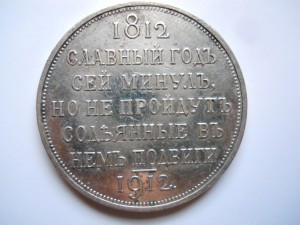 1812
СЛАВНЫЙ ГОДЪ
СЕЙ МИНУЛЪ,
НО НЕ ПРОЙДУТЪ
СОДѢЯННЫЕ ВЪ
НЕМЪ ПОДВИГИ
1912